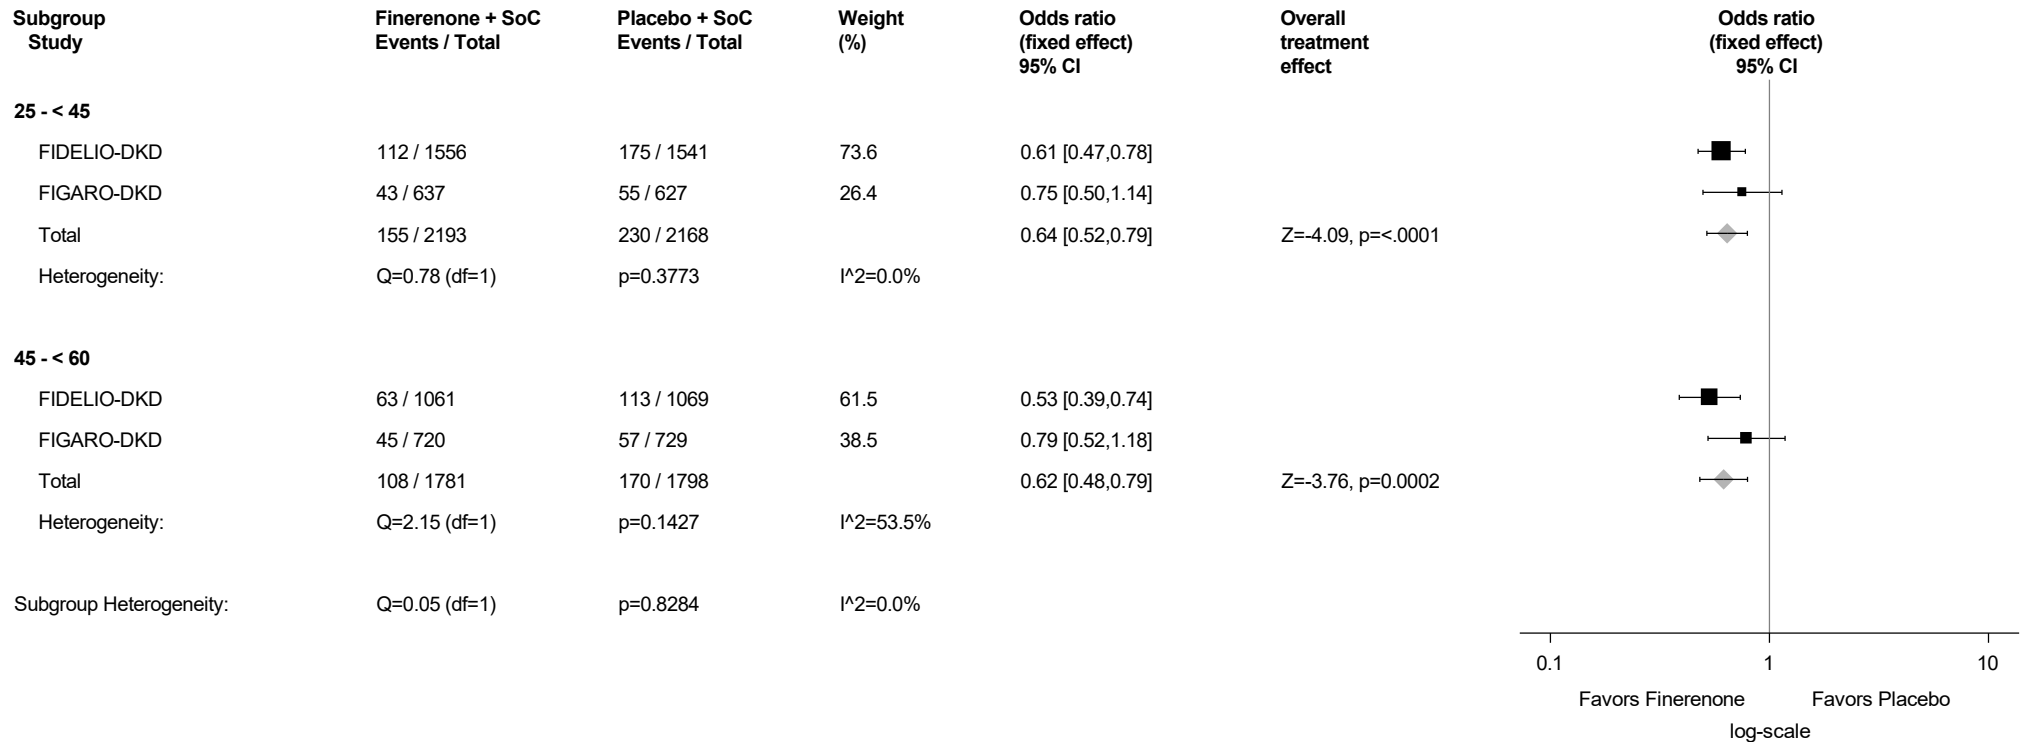 Subgroup Finerenone + SoC Placebo + SoC Weight Odds ratio Overall Odds ratio
Study Events / Total Events / Total (%) (fixed effect) treatment (fixed effect)
95% CI effect 95% CI
25 - < 45
FIDELIO-DKD 112 / 1556 175 / 1541 73.6 0.61 [0.47,0.78]
FIGARO-DKD 43 / 637 55 / 627 26.4 0.75 [0.50,1.14]
Total 155 / 2193 230 / 2168 0.64 [0.52,0.79] Z=-4.09, p=<.0001
Heterogeneity: Q=0.78 (df=1) p=0.3773 I^2=0.0%
45 - < 60
FIDELIO-DKD 63 / 1061 113 / 1069 61.5 0.53 [0.39,0.74]
FIGARO-DKD 45 / 720 57 / 729 38.5 0.79 [0.52,1.18]
Total 108 / 1781 170 / 1798 0.62 [0.48,0.79] Z=-3.76, p=0.0002
Heterogeneity: Q=2.15 (df=1) p=0.1427 I^2=53.5%
Subgroup Heterogeneity: Q=0.05 (df=1) p=0.8284 I^2=0.0%
0.1 1 10
Favors Finerenone Favors Placebo
log-scale